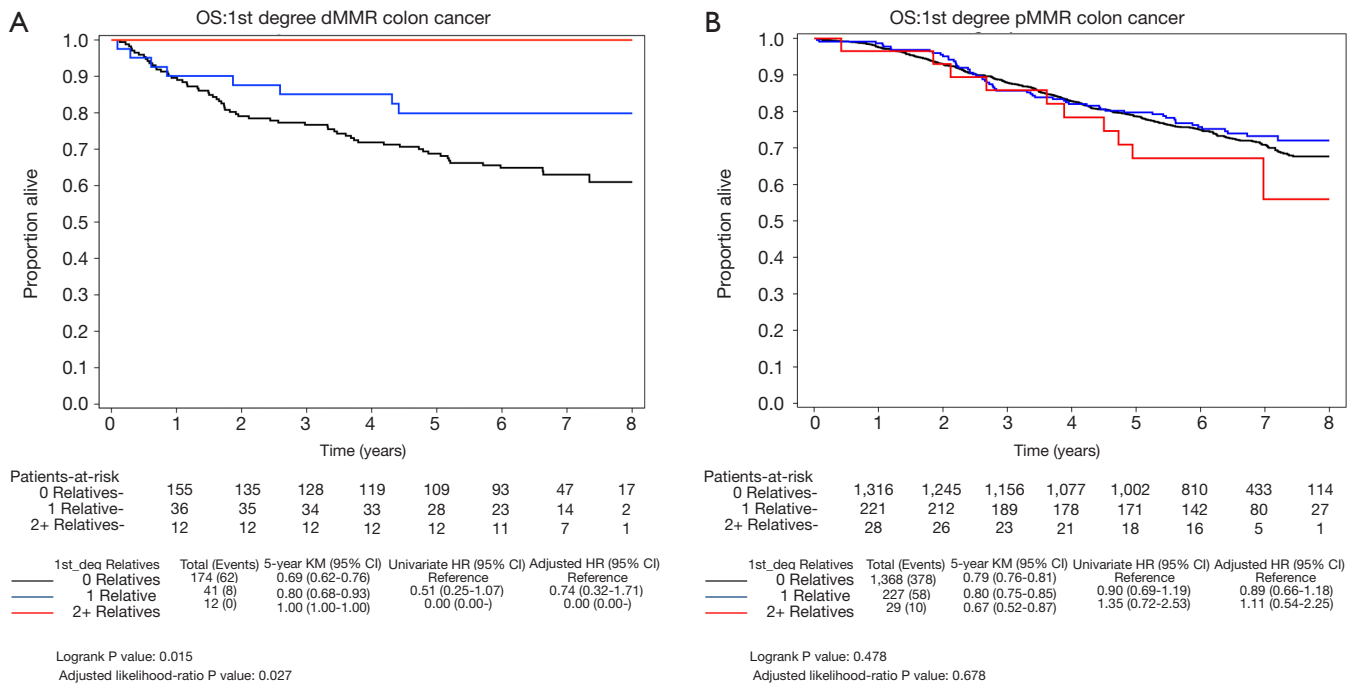 A
OS:1st degree dMMR colon cancer
1.0
0.9
0.8
0.7
0.6
0.5
0.4
0.3
0.2
0.1
0.0
Proportion alive
0 1 2 3 4 5 6 7 8
Time (years)
Patients-at-risk
0 Relatives- 155 135 128 119 109 93 47 17
1 Relative- 36 35 34 33 28 23 14 2
2+ Relatives- 12 12 12 12 12 11 7 1
1st_deg Relatives Total (Events) 5-year KM (95% CI) Univariate HR (95% CI) Adjusted HR (95% CI)
0 Relatives 174 (62) 0.69 (0.62-0.76) Reference Reference
1 Relative 41 (8) 0.80 (0.68-0.93) 0.51 (0.25-1.07) 0.74 (0.32-1.71)
2+ Relatives 12 (0) 1.00 (1.00-1.00) 0.00 (0.00-) 0.00 (0.00-)
Logrank P value: 0.015
Adjusted likelihood-ratio P value: 0.027
B
OS:1st degree pMMR colon cancer
1.0
0.9
0.8
0.7
0.6
0.5
0.4
0.3
0.2
0.1
0.0
Proportion alive
0 1 2 3 4 5 6 7 8
Time (years)
Patients-at-risk
0 Relatives- 1,316 1,245 1,156 1,077 1,002 810 433 114
1 Relative- 221 212 189 178 171 142 80 27
2+ Relatives- 28 26 23 21 18 16 5 1
1st_deg Relatives Total (Events) 5-year KM (95% CI) Univariate HR (95% CI) Adjusted HR (95% CI)
0 Relatives 1,368 (378) 0.79 (0.76-0.81) Reference Reference
1 Relative 227 (58) 0.80 (0.75-0.85) 0.90 (0.69-1.19) 0.89 (0.66-1.18)
2+ Relatives 29 (10) 0.67 (0.52-0.87) 1.35 (0.72-2.53) 1.11 (0.54-2.25)
Logrank P value: 0.478
Adjusted likelihood-ratio P value: 0.678